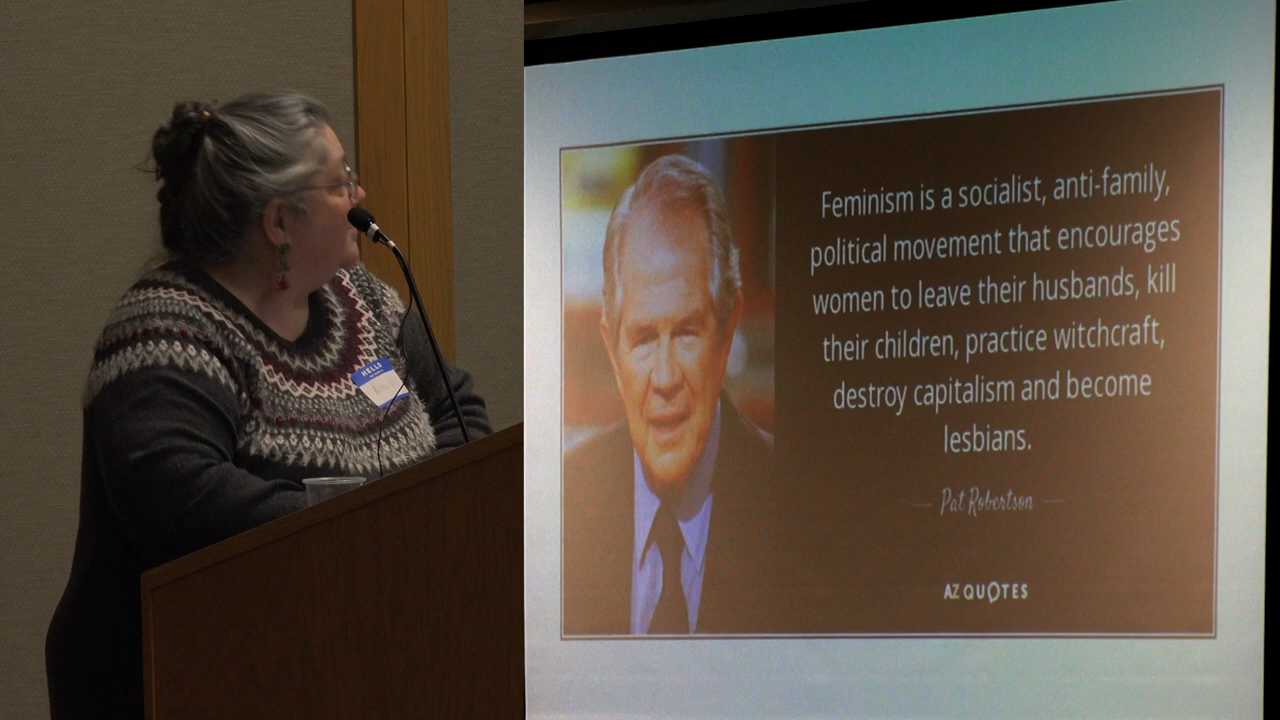 HELLO
Feminism is a socialist, anti-family,
political movement that encourages
women to leave their husbands, kill
their children, practice witchcraft,
destroy capitalism and become
lesbians.
— Pat Robertson —
AZ QUOTES